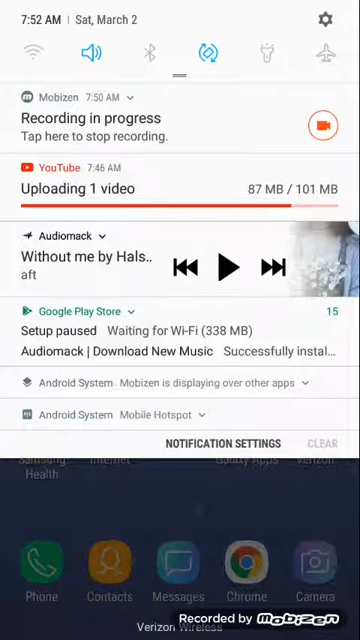 7:52 AM | Sat, March 2
Mobizen 7:50 AM
Recording in progress
Tap here to stop recording.
YouTube 7:46 AM
Uploading 1 video 87 MB / 101 MB
Audiomack
Without me by Hals..
aft
Google Play Store 15
Setup paused Waiting for Wi-Fi (338 MB)
Audiomack | Download New Music Successfully instal...
Android System Mobizen is displaying over other apps
Android System Mobile Hotspot
NOTIFICATION SETTINGS CLEAR
Samsung Internet Galaxy Apps Verizon
Health
Phone Contacts Messages Chrome Camera
Verizon Wireless
Recorded by Mobizen